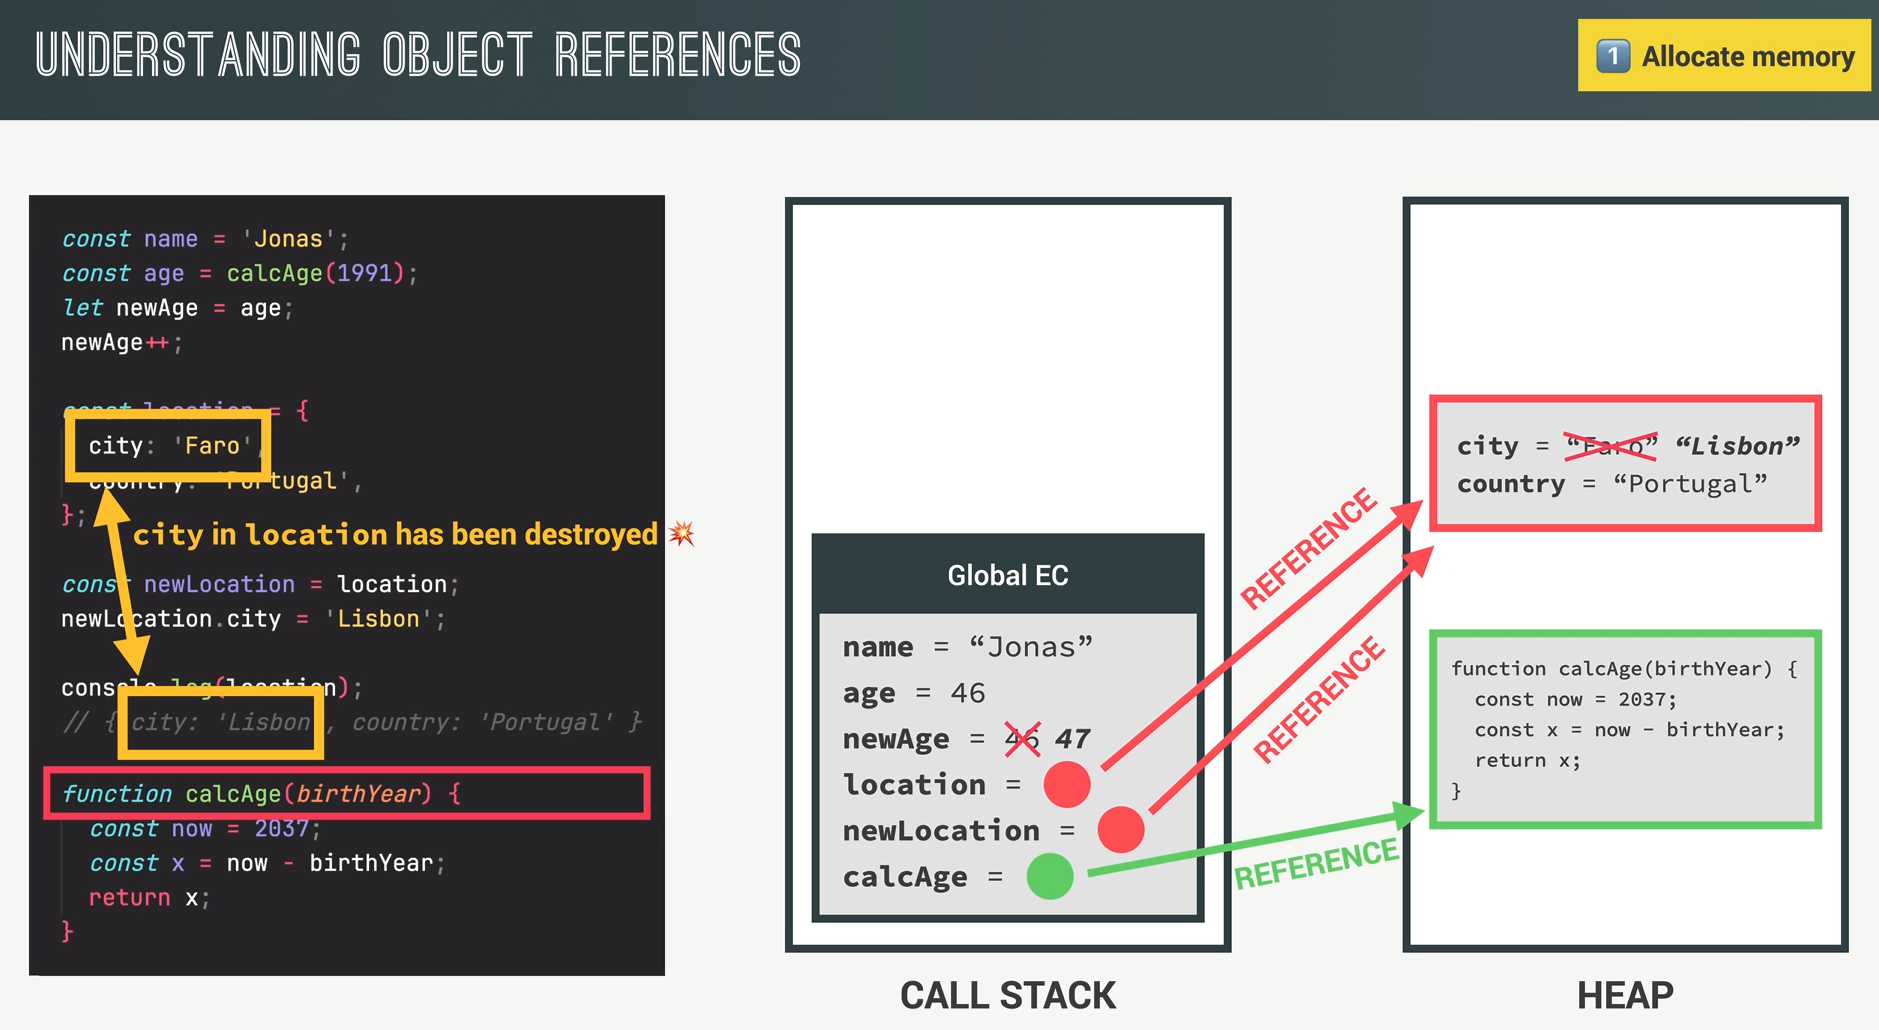 UNDERSTANDING OBJECT REFERENCES
1 Allocate memory
const name = 'Jonas';
const age = calcAge(1991);
let newAge = age;
newAge++;
const location = {
city: 'Faro',
country: 'Portugal',
};
city in location has been destroyed 💥
const newLocation = location;
newLocation.city = 'Lisbon';
console.log(location);
// { city: 'Lisbon', country: 'Portugal' }
function calcAge(birthYear) {
const now = 2037;
const x = now - birthYear;
return x;
}
Global EC
name = “Jonas”
age = 46
newAge = 46 47
location =
newLocation =
calcAge =
CALL STACK
REFERENCE
REFERENCE
REFERENCE
city = “Faro” “Lisbon”
country = “Portugal”
function calcAge(birthYear) {
const now = 2037;
const x = now - birthYear;
return x;
}
HEAP